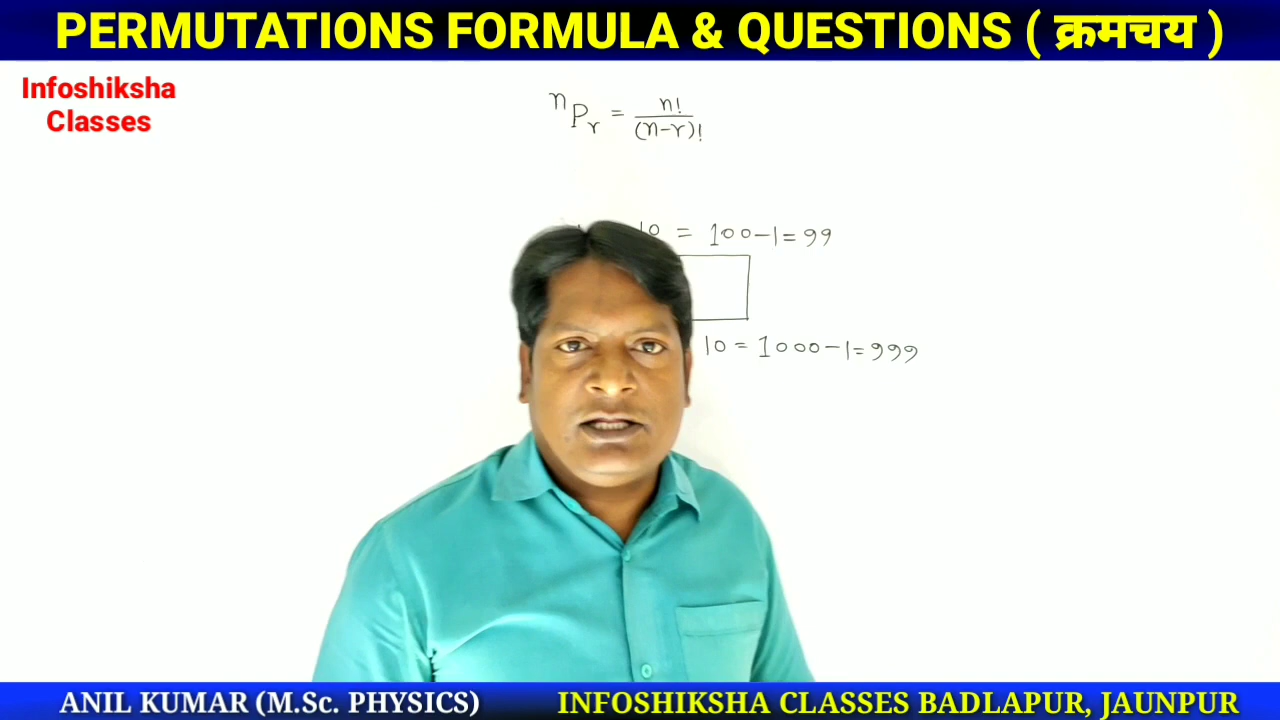 PERMUTATIONS FORMULA & QUESTIONS ( क्रमचय )
Infoshiksha
Classes
ⁿPᵣ = n!/(n-r)!
10 = 100-1=99
10 = 1000-1=999
ANIL KUMAR (M.Sc. PHYSICS) INFOSHIKSHA CLASSES BADLAPUR, JAUNPUR